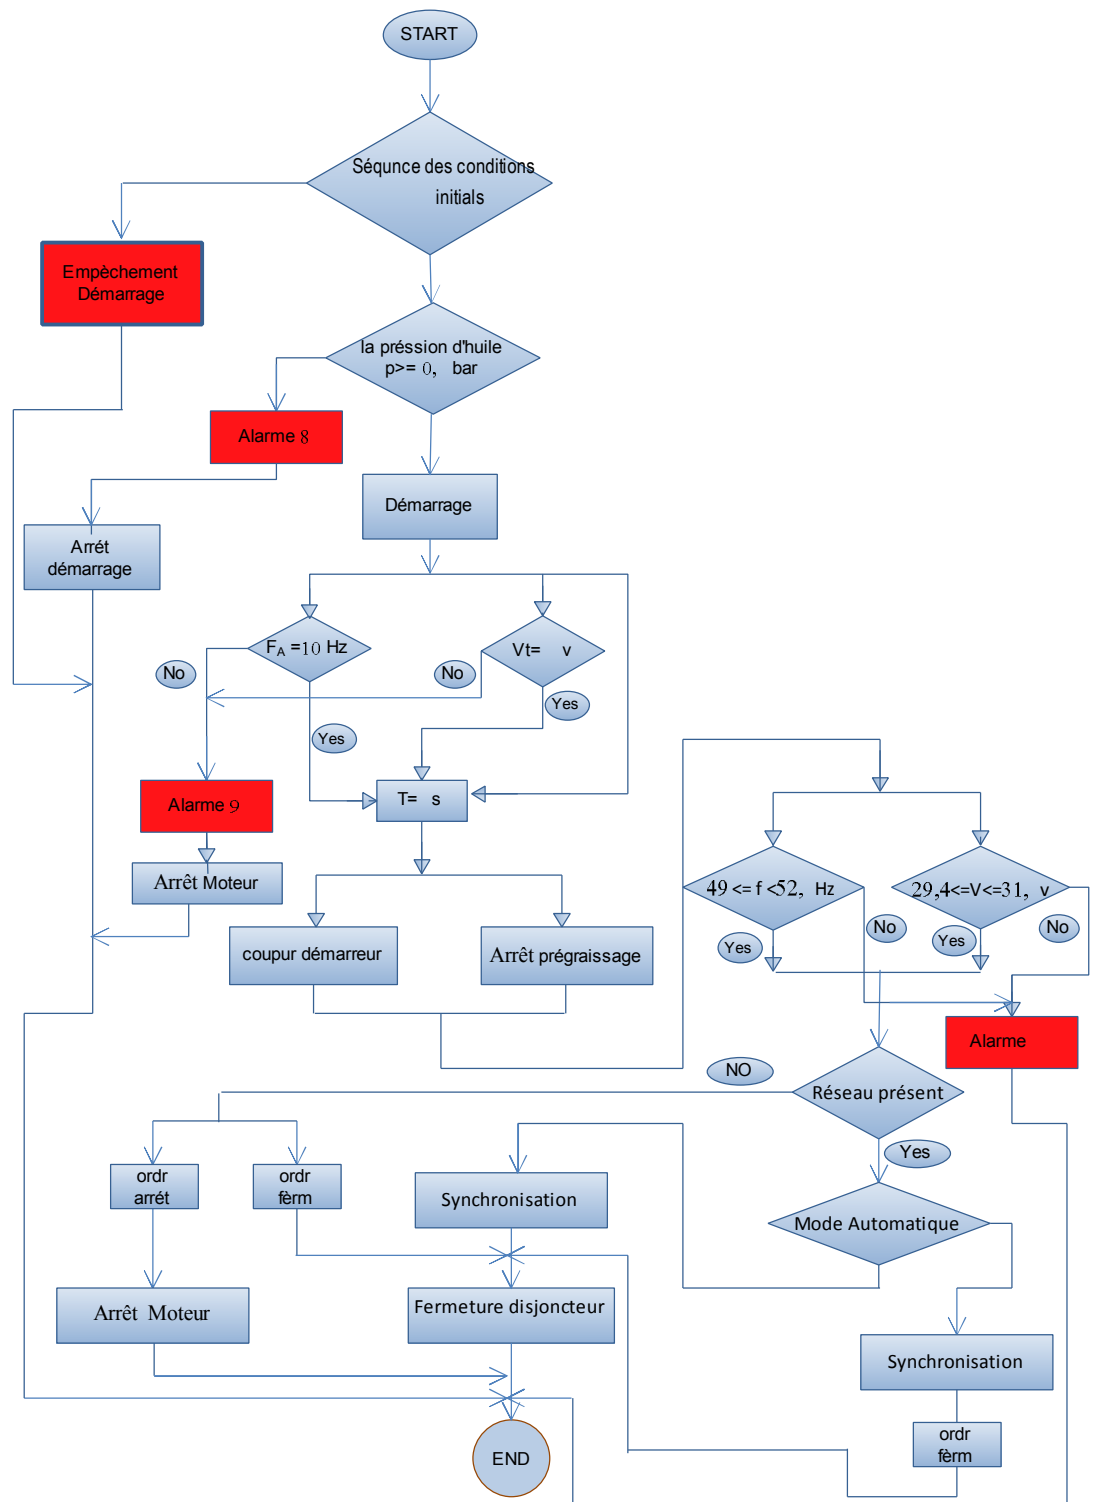 START
Séqunce des conditions
initials
Empèchement
Démarrage
la préssion d'huile
p>= 0, bar
Alarme 8
Démarrage
Arrét
démarrage
FA =10 Hz
Vt= v
No
No
Yes
Yes
T= s
Alarme 9
Arrêt Moteur
49 <= f <52, Hz
29,4<=V<=31, v
No
No
Yes
Yes
coupur démarreur
Arrêt prégraissage
Alarme
NO
Réseau présent
Yes
ordr
arrét
ordr
fèrm
Synchronisation
Mode Automatique
Arrêt Moteur
Fermeture disjoncteur
Synchronisation
ordr
fèrm
END